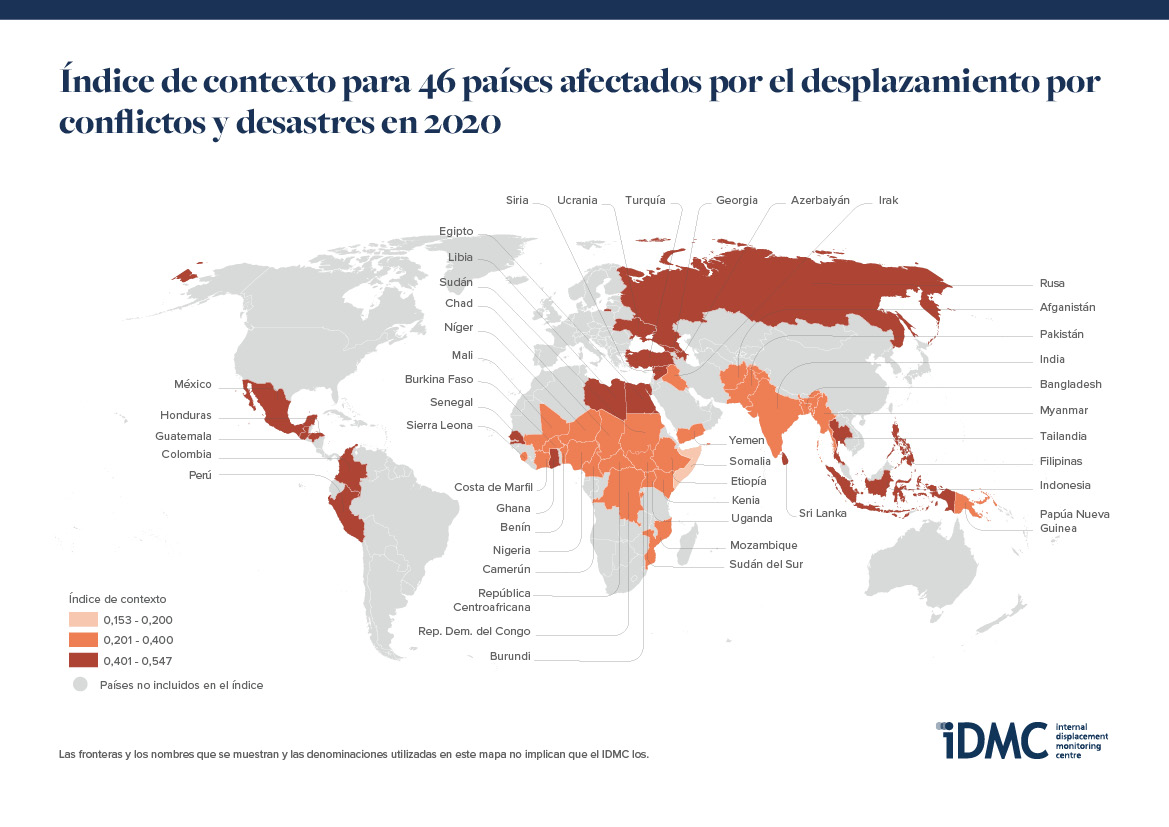 Índice de contexto para 46 países afectados por el desplazamiento por
conflictos y desastres en 2020
Siria
Ucrania
Turquía
Georgia
Azerbaiyán
Irak
Egipto
Libia
Sudán
Chad
Níger
Mali
Burkina Faso
Senegal
Sierra Leona
México
Honduras
Guatemala
Colombia
Perú
Rusa
Afganistán
Pakistán
India
Bangladesh
Myanmar
Tailandia
Filipinas
Indonesia
Papúa Nueva
Guinea
Yemen
Somalia
Etiopía
Kenia
Uganda
Sri Lanka
Mozambique
Sudán del Sur
Costa de Marfil
Ghana
Benín
Nigeria
Camerún
República
Centroafricana
Rep. Dem. del Congo
Burundi
Índice de contexto
0,153 - 0,200
0,201 - 0,400
0,401 - 0,547
Países no incluidos en el índice
Las fronteras y los nombres que se muestran y las denominaciones utilizadas en este mapa no implican que el IDMC los.
iDMC
internal
displacement
monitoring
centre